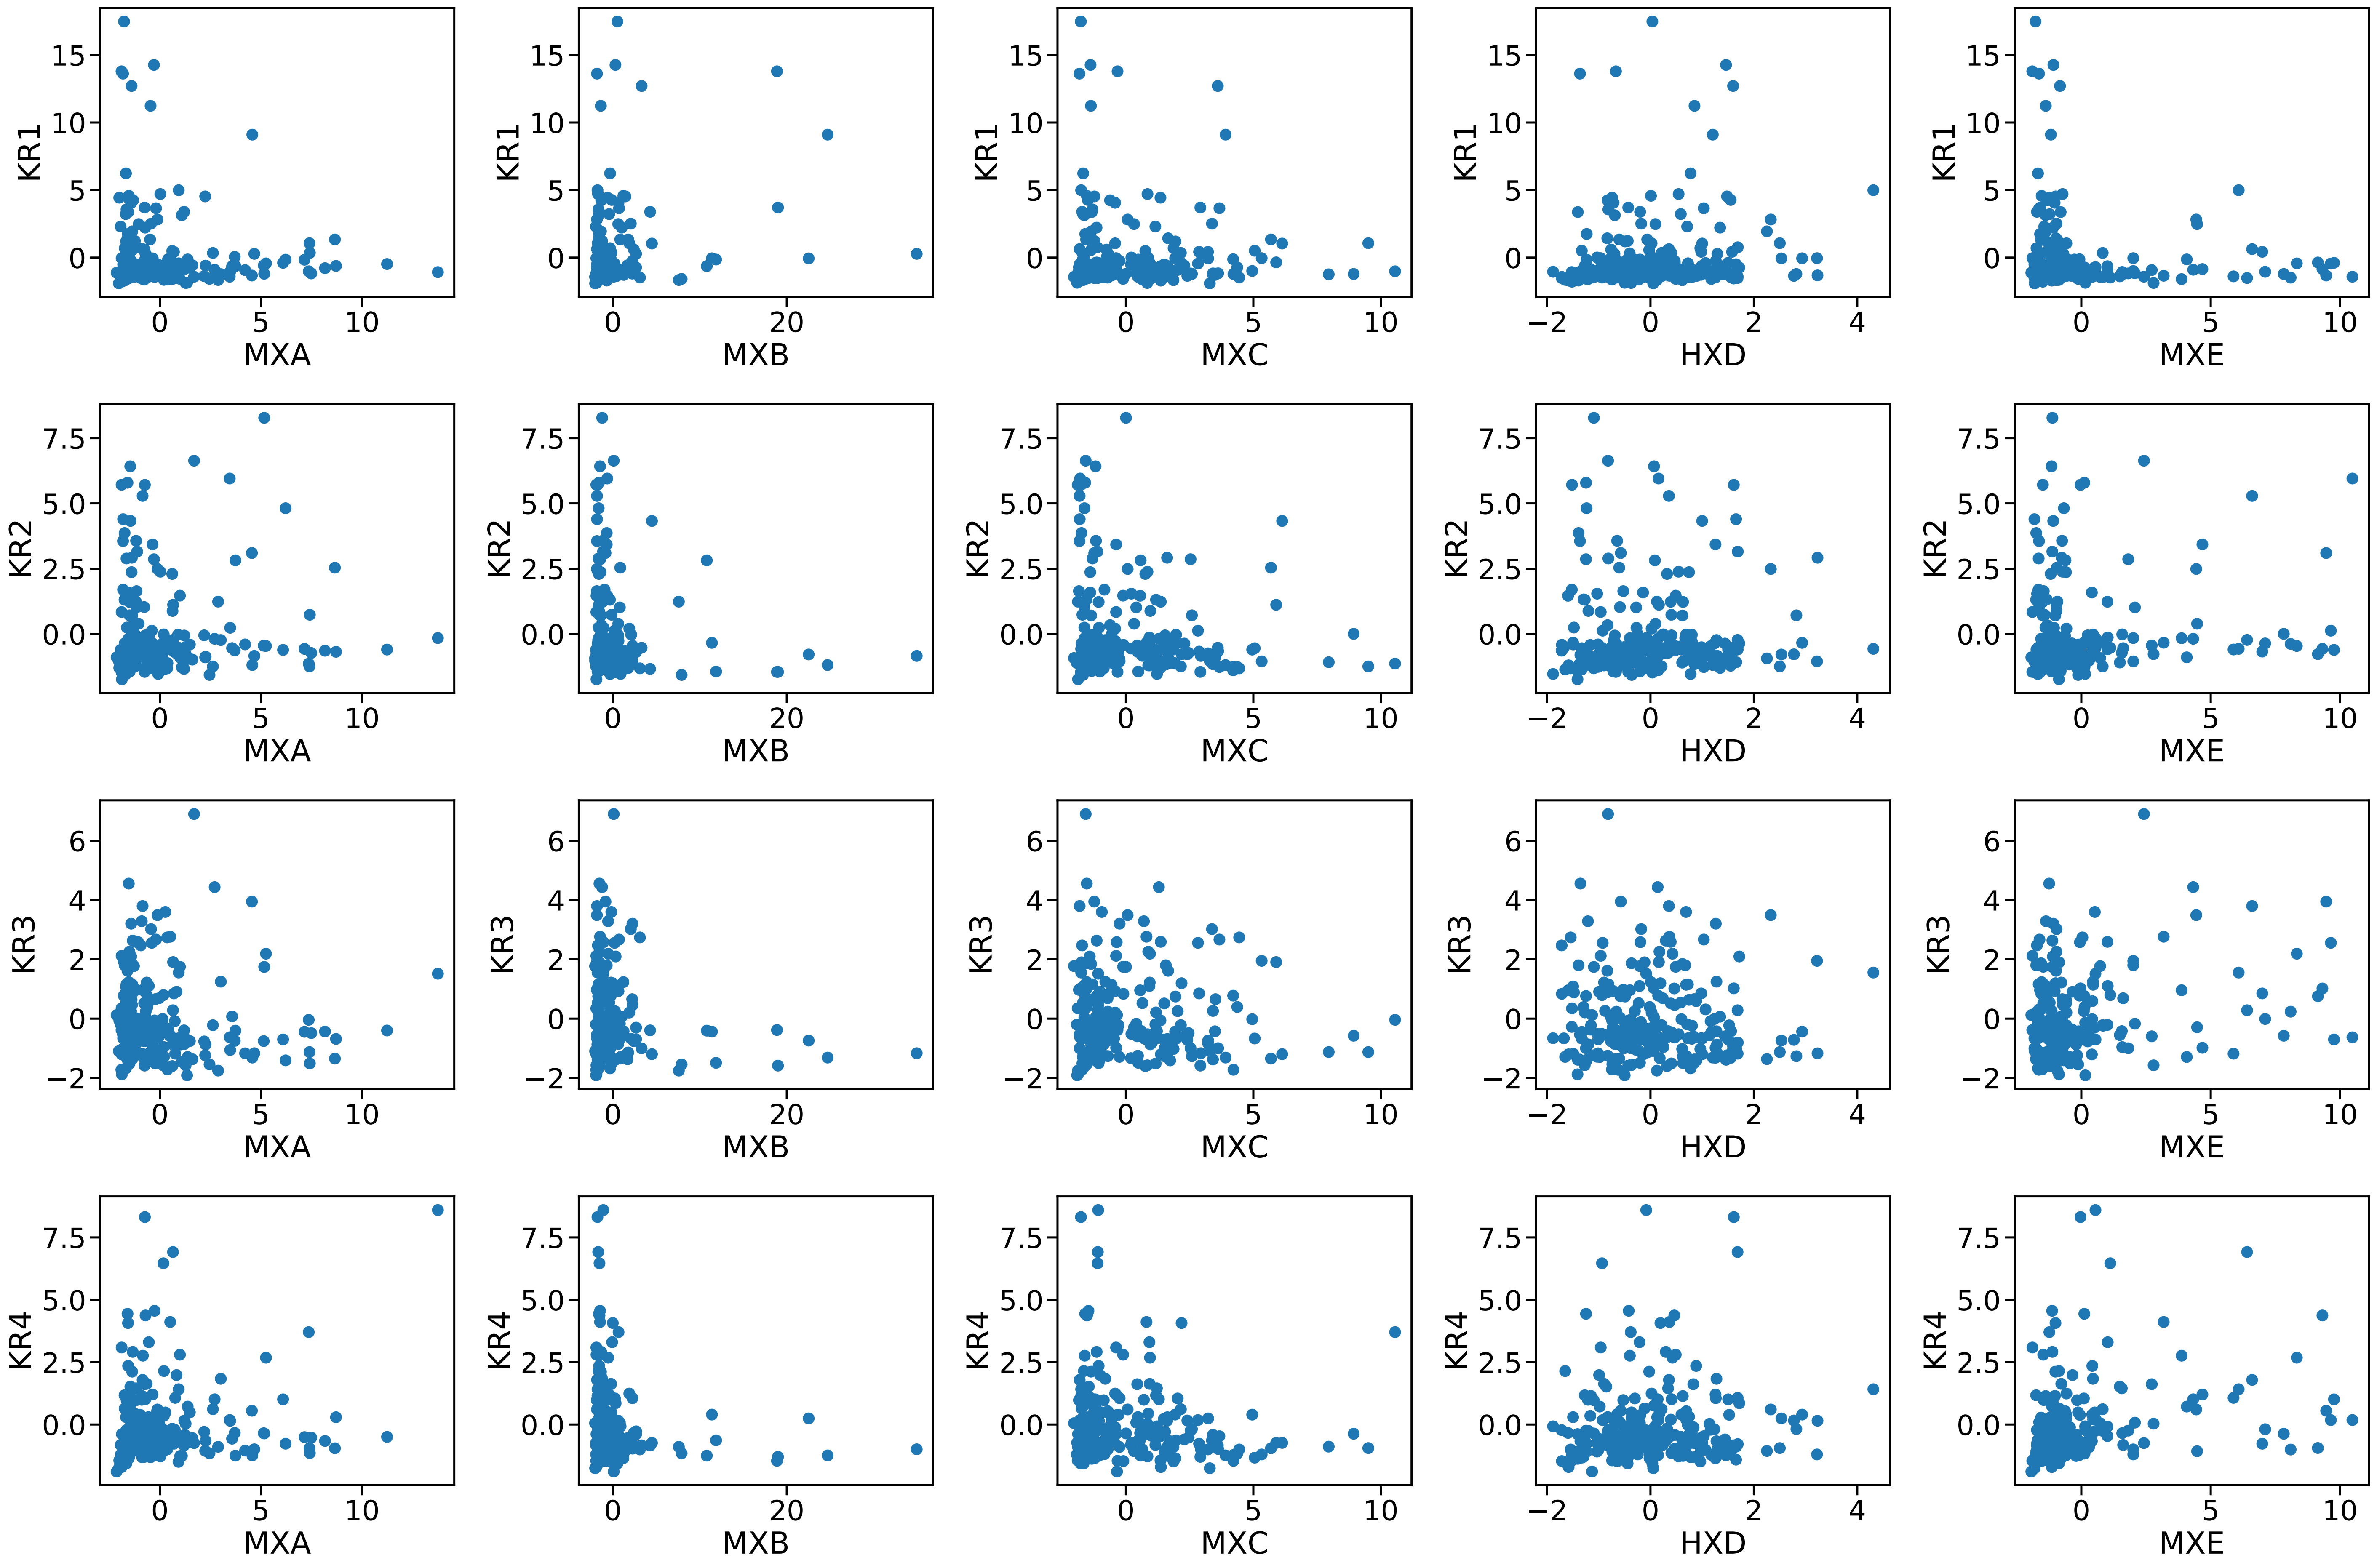 15 15 15 15 15
10 10 10 10 10
KR1 KR1 KR1 KR1 KR1
5 5 5 5 5
0 0 0 0 0
0 5 10 0 20 0 5 10 −2 0 2 4 0 5 10
MXA MXB MXC HXD MXE
7.5 7.5 7.5 7.5 7.5
5.0 5.0 5.0 5.0 5.0
KR2 KR2 KR2 KR2 KR2
2.5 2.5 2.5 2.5 2.5
0.0 0.0 0.0 0.0 0.0
0 5 10 0 20 0 5 10 −2 0 2 4 0 5 10
MXA MXB MXC HXD MXE
6 6 6 6 6
4 4 4 4 4
KR3 KR3 KR3 KR3 KR3
2 2 2 2 2
0 0 0 0 0
−2 −2 −2 −2 −2
0 5 10 0 20 0 5 10 −2 0 2 4 0 5 10
MXA MXB MXC HXD MXE
7.5 7.5 7.5 7.5 7.5
5.0 5.0 5.0 5.0 5.0
KR4 KR4 KR4 KR4 KR4
2.5 2.5 2.5 2.5 2.5
0.0 0.0 0.0 0.0 0.0
0 5 10 0 20 0 5 10 −2 0 2 4 0 5 10
MXA MXB MXC HXD MXE